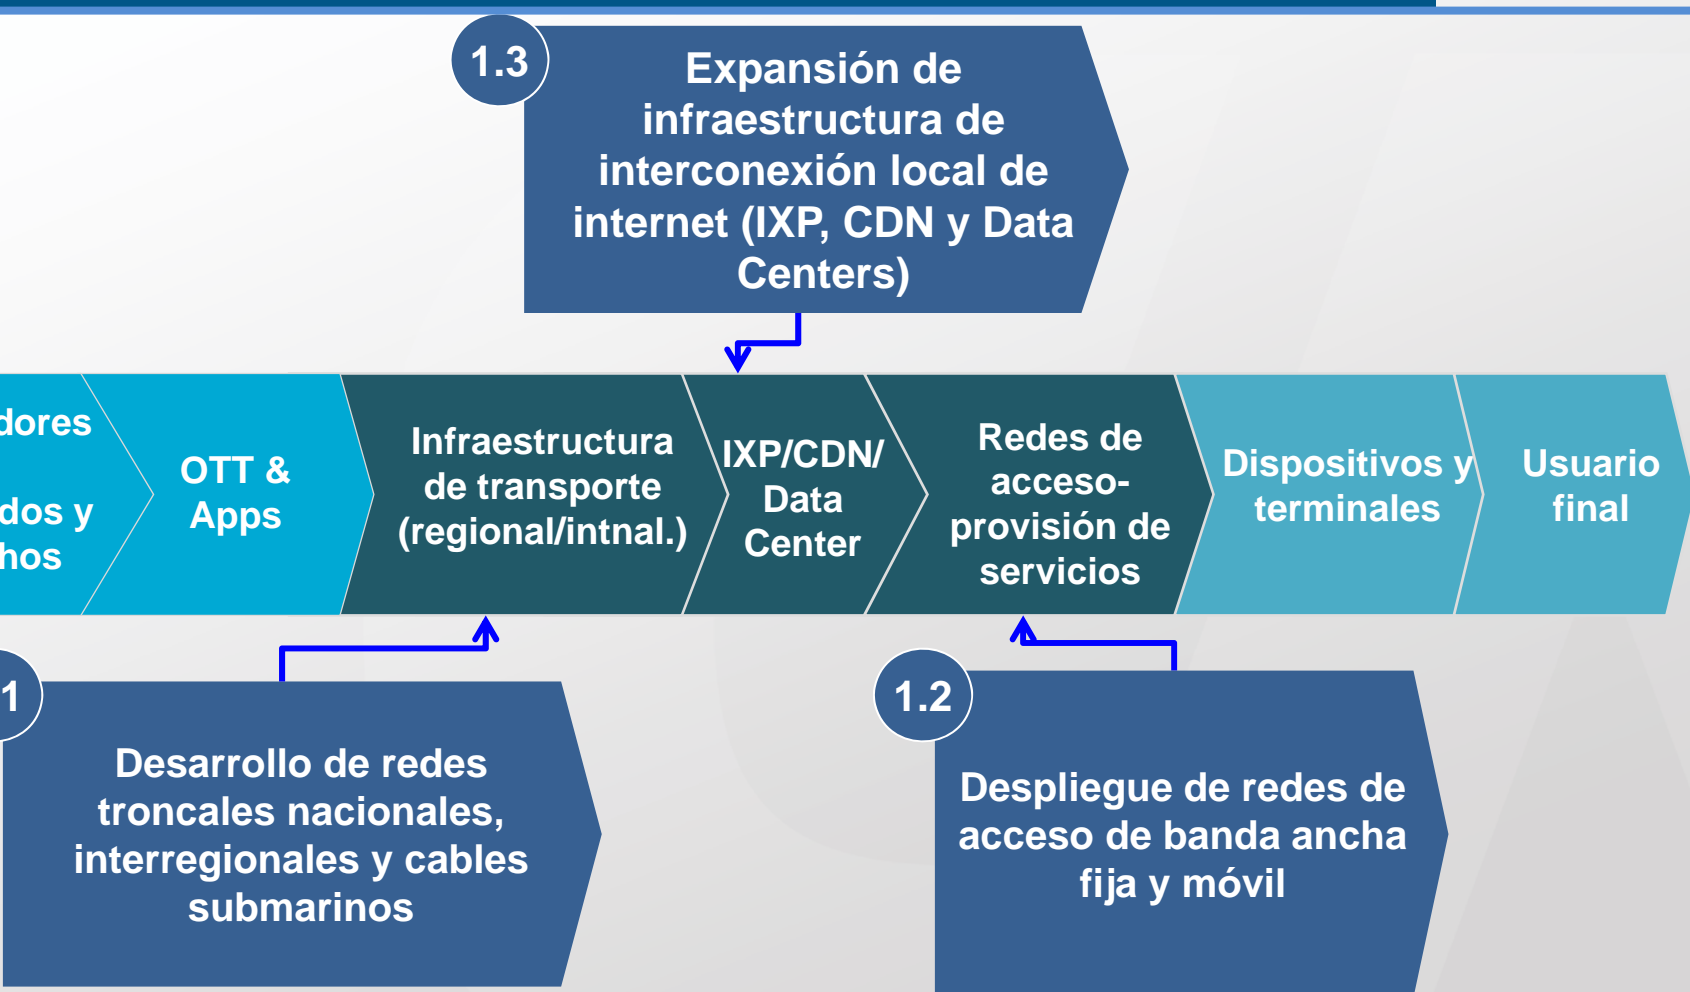 1.3
Expansión de
infraestructura de
interconexión local de
internet (IXP, CDN y Data
Centers)
dores
dos y
hos
OTT &
Apps
Infraestructura
de transporte
(regional/intnal.)
IXP/CDN/
Data
Center
Redes de
acceso-
provisión de
servicios
Dispositivos y
terminales
Usuario
final
1
Desarrollo de redes
troncales nacionales,
interregionales y cables
submarinos
1.2
Despliegue de redes de
acceso de banda ancha
fija y móvil